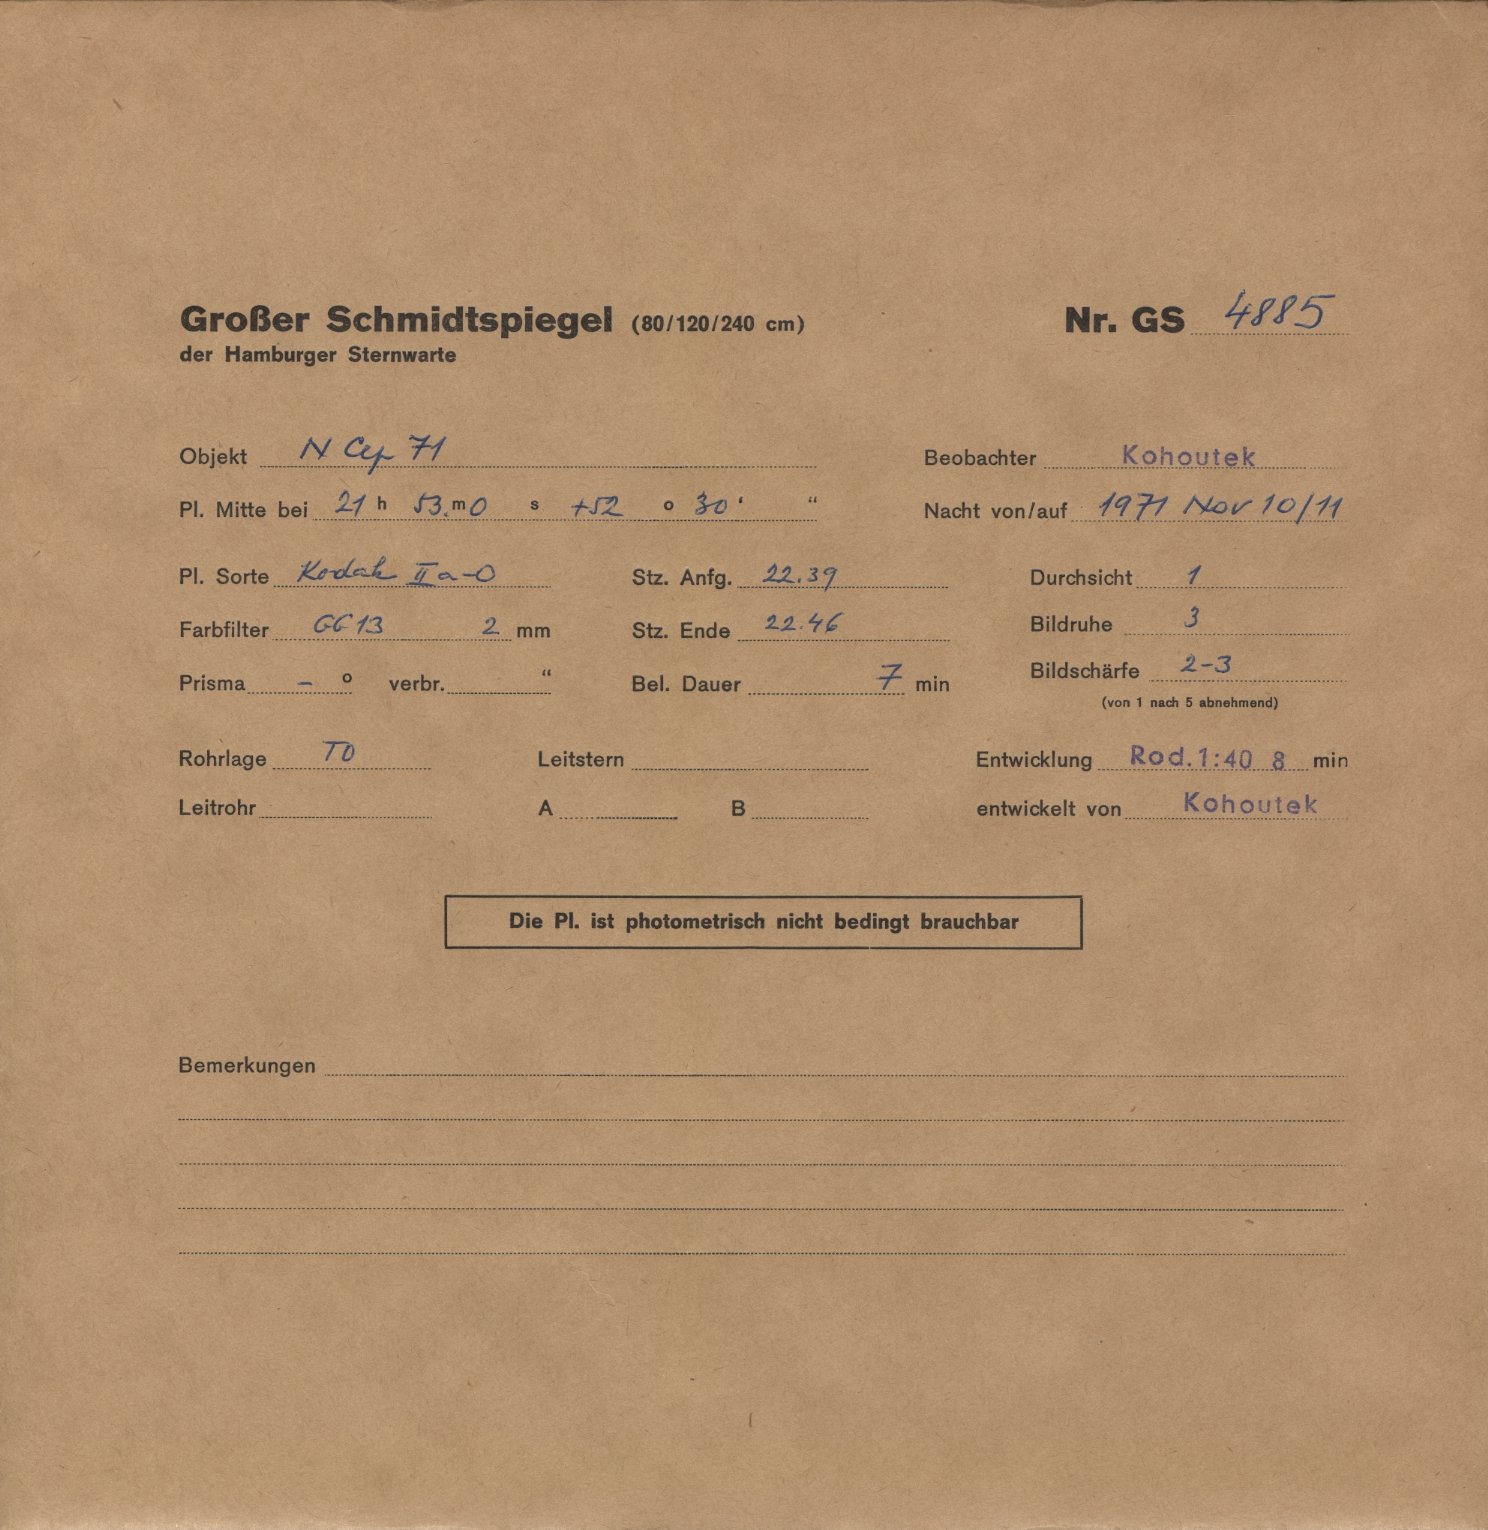 Großer Schmidtspiegel (80/120/240 cm) Nr. GS 4885
der Hamburger Sternwarte
Objekt N Cep 71 Beobachter Kohoutek
Pl. Mitte bei 21 h 53. m 0 s +52 o 30 ' “ Nacht von/auf 1971 Nov 10/11
Pl. Sorte Kodak IIa-O Stz. Anfg. 22.39 Durchsicht 1
Farbfilter GG13 2 mm Stz. Ende 22.46 Bildruhe 3
Prisma – o verbr. “ Bel. Dauer 7 min Bildschärfe 2-3
(von 1 nach 5 abnehmend)
Rohrlage TO Leitstern Entwicklung Rod. 1:40 8 min
Leitrohr A B entwickelt von Kohoutek
Die Pl. ist photometrisch nicht bedingt brauchbar
Bemerkungen